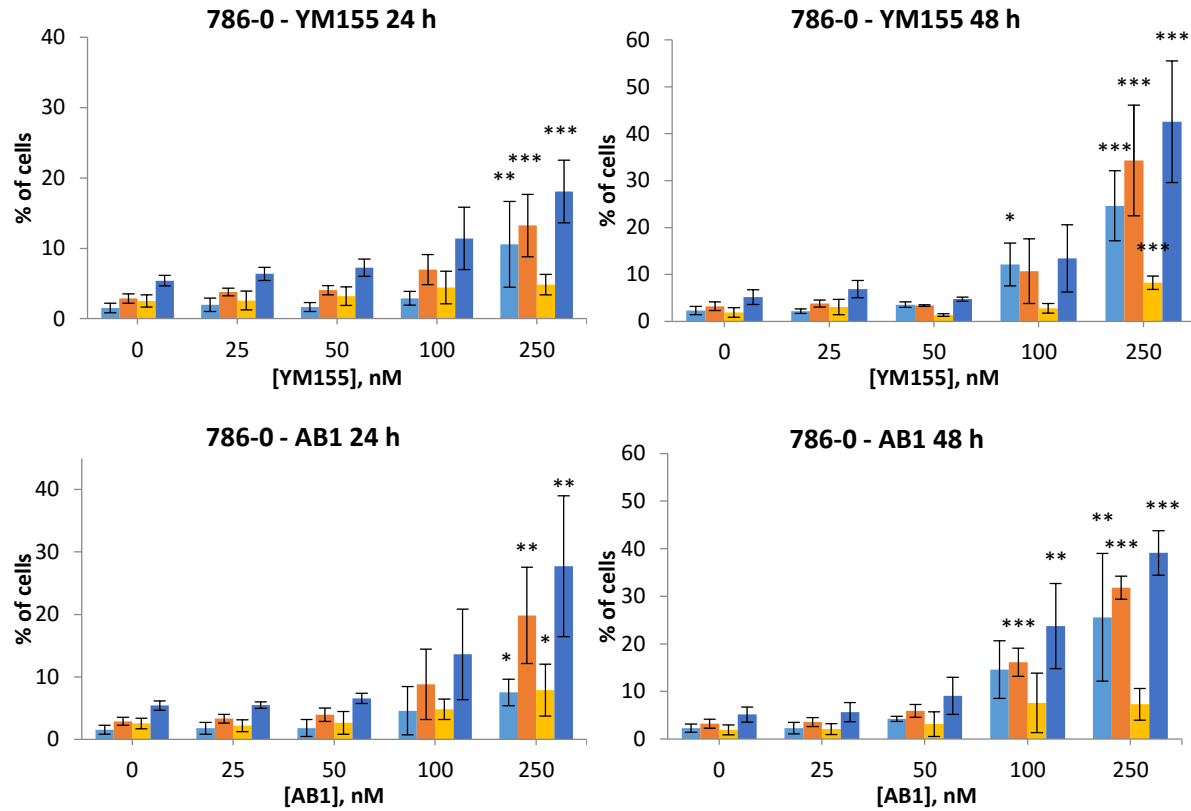 786-0 - YM155 24 h
40
30
20
10
0
% of cells
** *** ***
0 25 50 100 250
[YM155], nM
786-0 - YM155 48 h
60
50
40
30
20
10
0
% of cells
* *** *** *** ***
0 25 50 100 250
[YM155], nM
786-0 - AB1 24 h
40
30
20
10
0
% of cells
* ** * **
0 25 50 100 250
[AB1], nM
786-0 - AB1 48 h
60
50
40
30
20
10
0
% of cells
*** ** ** *** ***
0 25 50 100 250
[AB1], nM